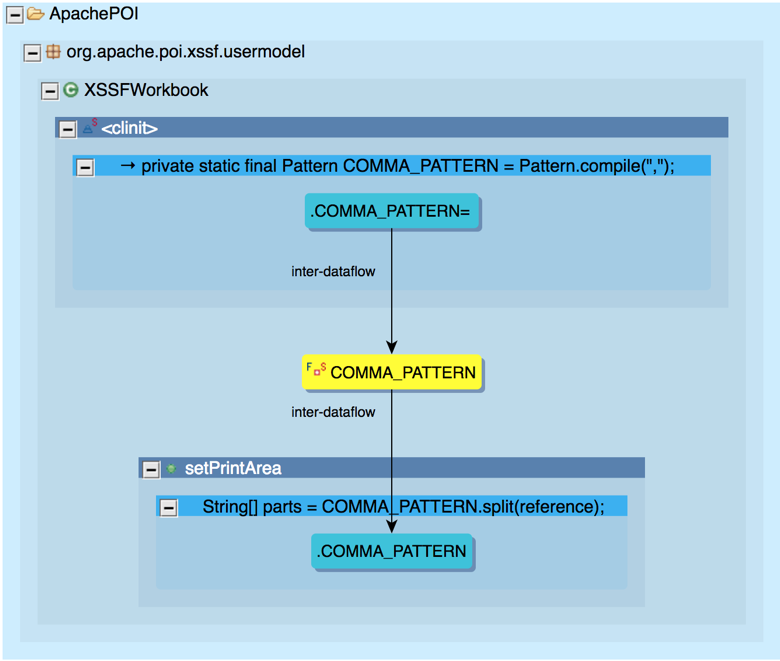 ApachePOI
org.apache.poi.xssf.usermodel
C XSSFWorkbook
S <clinit>
→ private static final Pattern COMMA_PATTERN = Pattern.compile(",");
.COMMA_PATTERN=
inter-dataflow
F S COMMA_PATTERN
inter-dataflow
setPrintArea
String[] parts = COMMA_PATTERN.split(reference);
.COMMA_PATTERN